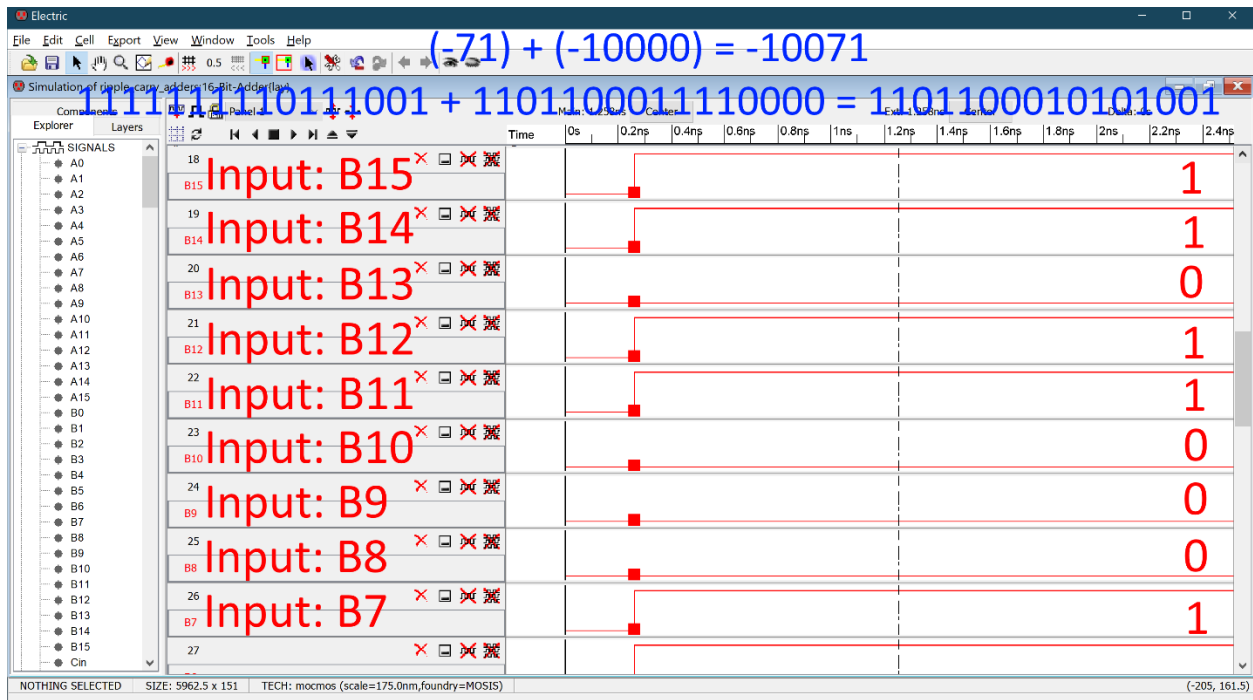 Electric
File Edit Cell Export View Window Tools Help
(-71) + (-10000) = -10071
0.5
1111111110111001 + 1101100011110000 = 1101100010101001
Explorer Layers
Time 0s 0.2ns 0.4ns 0.6ns 0.8ns 1ns 1.2ns 1.4ns 1.6ns 1.8ns 2ns 2.2ns 2.4ns
SIGNALS
A0
A1
A2
A3
A4
A5
A6
A7
A8
A9
A10
A11
A12
A13
A14
A15
B0
B1
B2
B3
B4
B5
B6
B7
B8
B9
B10
B11
B12
B13
B14
B15
Cin
18
B15 Input: B15 1
19
B14 Input: B14 1
20
B13 Input: B13 0
21
B12 Input: B12 1
22
B11 Input: B11 1
23
B10 Input: B10 0
24
B9 Input: B9 0
25
B8 Input: B8 0
26
B7 Input: B7 1
27
NOTHING SELECTED SIZE: 5962.5 x 151 TECH: mocmos (scale=175.0nm,foundry=MOSIS) (-205, 161.5)